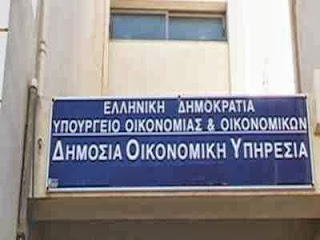 ΕΛΛΗΝΙΚΗ ΔΗΜΟΚΡΑΤΙΑ
ΥΠΟΥΡΓΕΙΟ ΟΙΚΟΝΟΜΙΑΣ & ΟΙΚΟΝΟΜΙΚΩΝ
ΔΗΜΟΣΙΑ ΟΙΚΟΝΟΜΙΚΗ ΥΠΗΡΕΣΙΑ